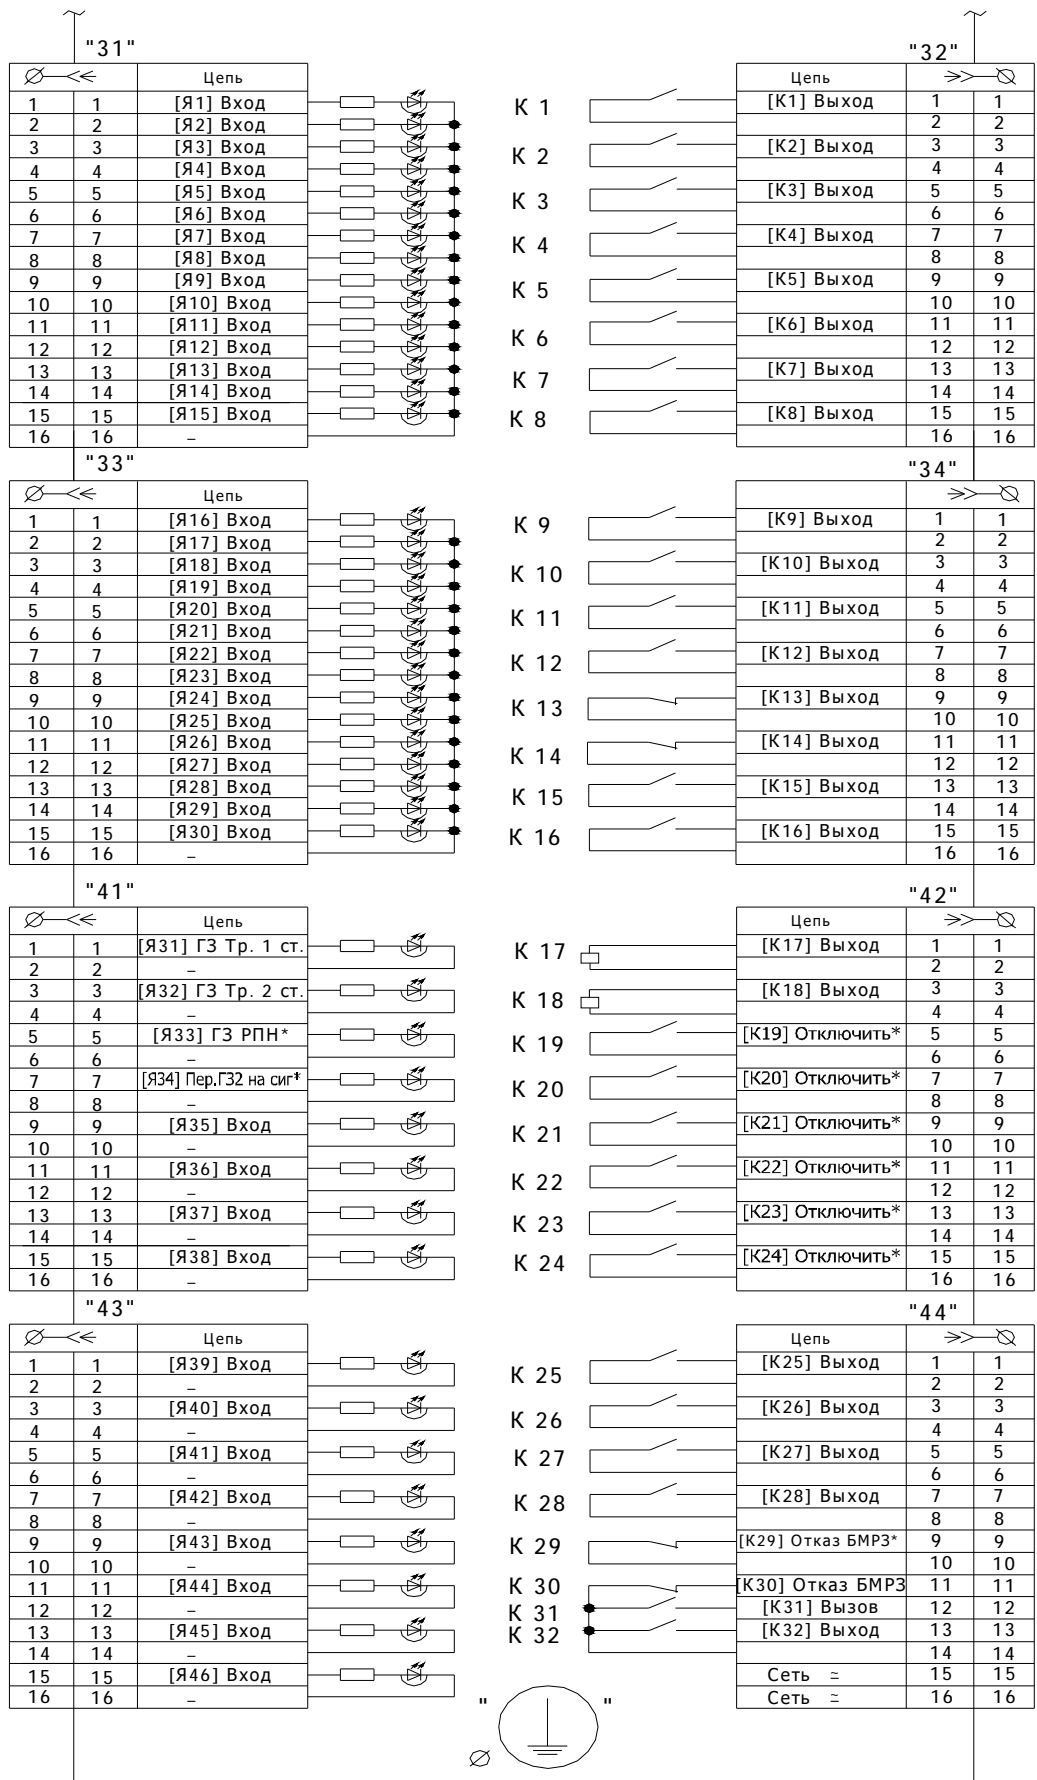 "31"
Цепь
1 1 [Я1] Вход
2 2 [Я2] Вход
3 3 [Я3] Вход
4 4 [Я4] Вход
5 5 [Я5] Вход
6 6 [Я6] Вход
7 7 [Я7] Вход
8 8 [Я8] Вход
9 9 [Я9] Вход
10 10 [Я10] Вход
11 11 [Я11] Вход
12 12 [Я12] Вход
13 13 [Я13] Вход
14 14 [Я14] Вход
15 15 [Я15] Вход
16 16 –
"32"
Цепь
К 1 [К1] Выход 1 1
2 2
К 2 [К2] Выход 3 3
4 4
К 3 [К3] Выход 5 5
6 6
К 4 [К4] Выход 7 7
8 8
К 5 [К5] Выход 9 9
10 10
К 6 [К6] Выход 11 11
12 12
К 7 [К7] Выход 13 13
14 14
К 8 [К8] Выход 15 15
16 16
"33"
Цепь
1 1 [Я16] Вход
2 2 [Я17] Вход
3 3 [Я18] Вход
4 4 [Я19] Вход
5 5 [Я20] Вход
6 6 [Я21] Вход
7 7 [Я22] Вход
8 8 [Я23] Вход
9 9 [Я24] Вход
10 10 [Я25] Вход
11 11 [Я26] Вход
12 12 [Я27] Вход
13 13 [Я28] Вход
14 14 [Я29] Вход
15 15 [Я30] Вход
16 16 –
"34"
К 9 [К9] Выход 1 1
2 2
К 10 [К10] Выход 3 3
4 4
К 11 [К11] Выход 5 5
6 6
К 12 [К12] Выход 7 7
8 8
К 13 [К13] Выход 9 9
10 10
К 14 [К14] Выход 11 11
12 12
К 15 [К15] Выход 13 13
14 14
К 16 [К16] Выход 15 15
16 16
"41"
Цепь
1 1 [Я31] ГЗ Тр. 1 ст.
2 2 –
3 3 [Я32] ГЗ Тр. 2 ст.
4 4 –
5 5 [Я33] ГЗ РПН*
6 6 –
7 7 [Я34] Пер.ГЗ2 на сиг*
8 8 –
9 9 [Я35] Вход
10 10 –
11 11 [Я36] Вход
12 12 –
13 13 [Я37] Вход
14 14 –
15 15 [Я38] Вход
16 16 –
"42"
Цепь
К 17 [К17] Выход 1 1
2 2
К 18 [К18] Выход 3 3
4 4
К 19 [К19] Отключить* 5 5
6 6
К 20 [К20] Отключить* 7 7
8 8
К 21 [К21] Отключить* 9 9
10 10
К 22 [К22] Отключить* 11 11
12 12
К 23 [К23] Отключить* 13 13
14 14
К 24 [К24] Отключить* 15 15
16 16
"43"
Цепь
1 1 [Я39] Вход
2 2 –
3 3 [Я40] Вход
4 4 –
5 5 [Я41] Вход
6 6 –
7 7 [Я42] Вход
8 8 –
9 9 [Я43] Вход
10 10 –
11 11 [Я44] Вход
12 12 –
13 13 [Я45] Вход
14 14 –
15 15 [Я46] Вход
16 16 –
"44"
Цепь
К 25 [К25] Выход 1 1
2 2
К 26 [К26] Выход 3 3
4 4
К 27 [К27] Выход 5 5
6 6
К 28 [К28] Выход 7 7
8 8
К 29 [К29] Отказ БМРЗ* 9 9
10 10
К 30 [К30] Отказ БМРЗ 11 11
К 31 [К31] Вызов 12 12
К 32 [К32] Выход 13 13
14 14
Сеть ≃ 15 15
Сеть ≃ 16 16
" "